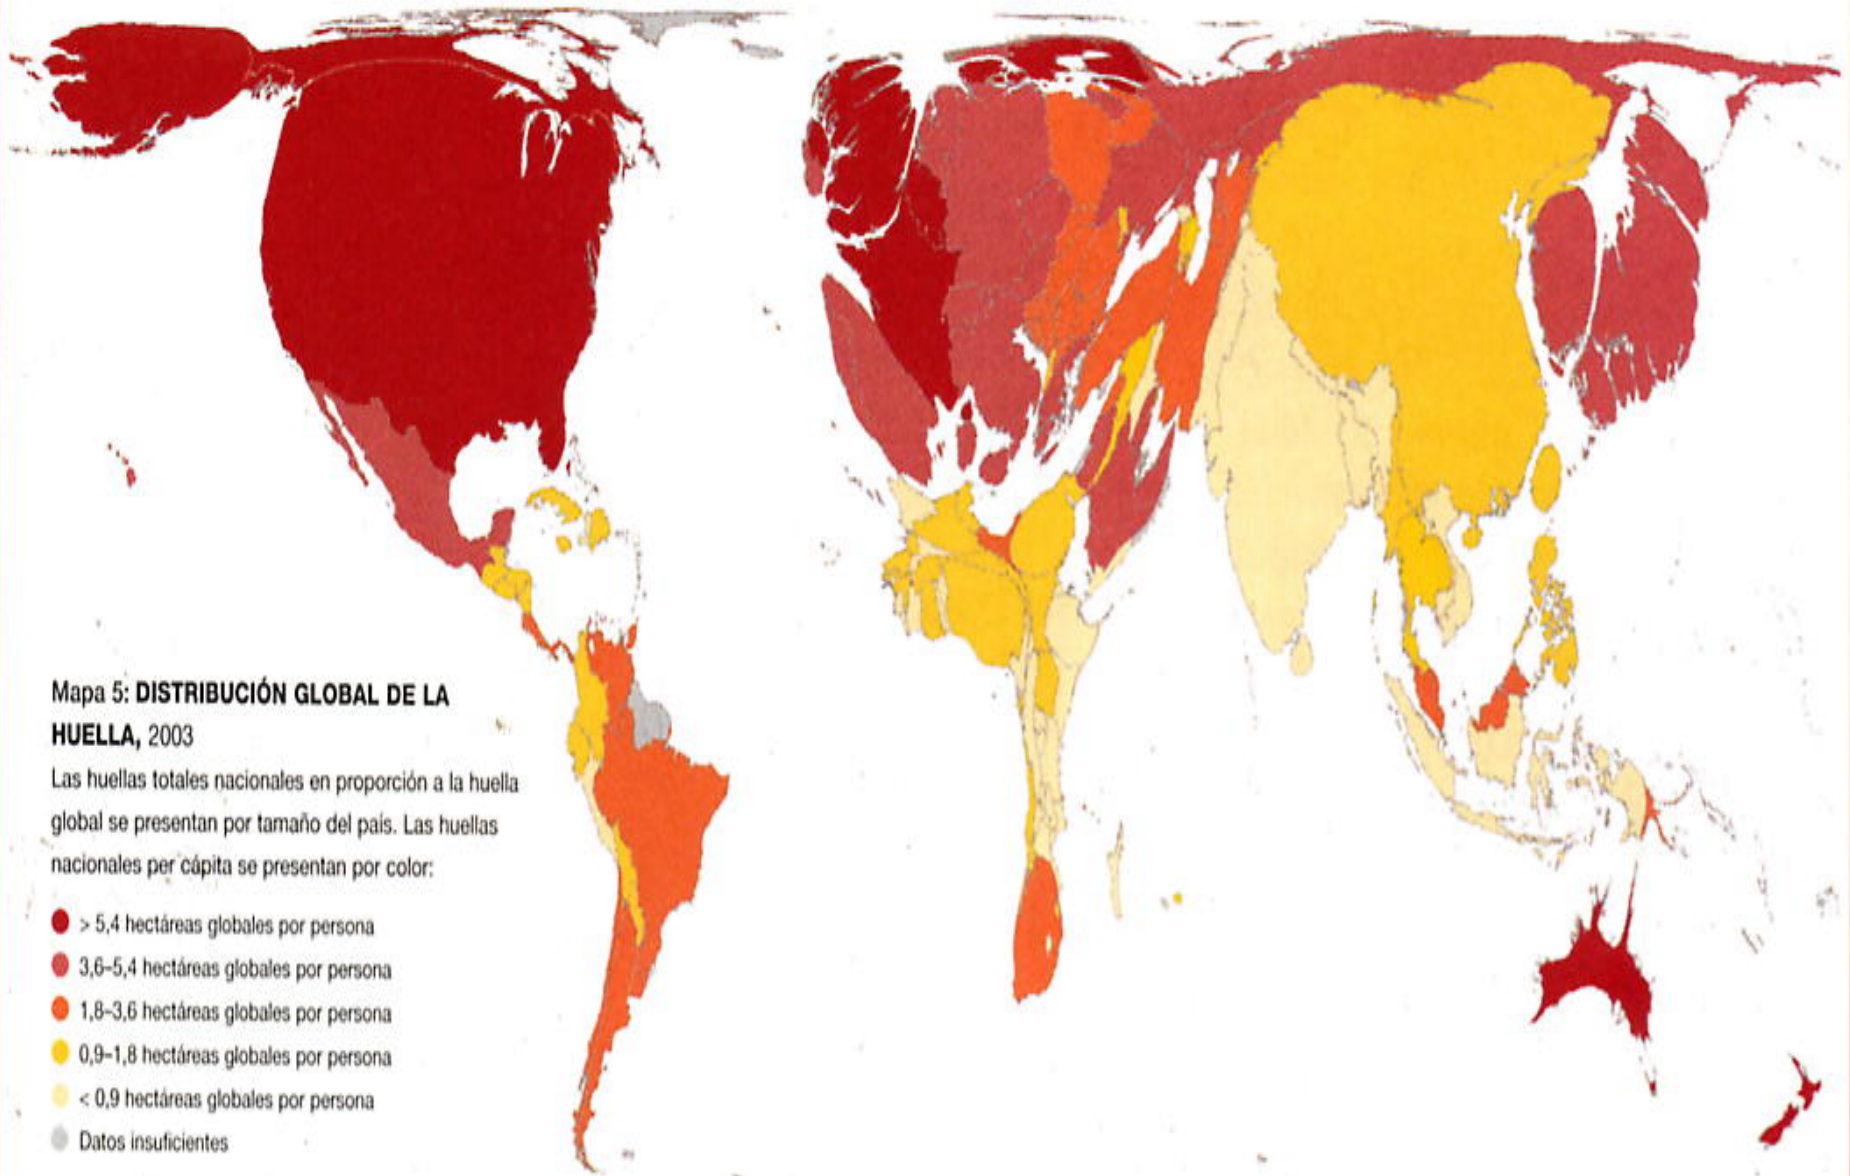 Mapa 5: DISTRIBUCIÓN GLOBAL DE LA
HUELLA, 2003
Las huellas totales nacionales en proporción a la huella
global se presentan por tamaño del país. Las huellas
nacionales per cápita se presentan por color:
> 5,4 hectáreas globales por persona
3,6–5,4 hectáreas globales por persona
1,8–3,6 hectáreas globales por persona
0,9–1,8 hectáreas globales por persona
< 0,9 hectáreas globales por persona
Datos insuficientes